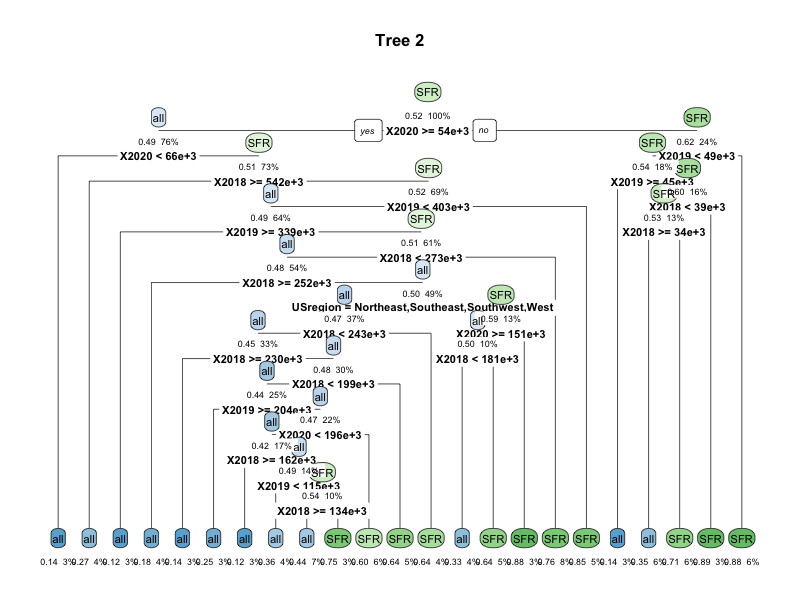 Tree 2
SFR
0.52 100%
yes X2020 >= 54e+3 no
all
0.49 76%
SFR
0.62 24%
X2020 < 66e+3
X2019 < 49e+3
SFR
0.51 73%
SFR
0.54 18%
X2018 >= 542e+3
X2019 >= 45e+3
SFR
0.52 69%
SFR
0.60 16%
all
0.49 64%
X2019 < 403e+3
X2018 < 39e+3
SFR
0.53 13%
X2019 >= 339e+3
X2018 >= 34e+3
SFR
0.51 61%
all
0.48 54%
X2018 < 273e+3
X2018 >= 252e+3
all
0.50 49%
USregion = Northeast,Southeast,Southwest,West
all
0.47 37%
SFR
0.59 13%
X2018 < 243e+3
X2020 >= 151e+3
all
0.45 33%
all
0.50 10%
X2018 >= 230e+3
X2018 < 181e+3
all
0.48 30%
X2018 < 199e+3
all
0.44 25%
X2019 >= 204e+3
all
0.47 22%
X2020 < 196e+3
all
0.42 17%
X2018 >= 162e+3
all
0.49 14%
X2019 < 115e+3
SFR
0.54 10%
X2018 >= 134e+3
all all all all all all all all all SFR SFR SFR SFR all SFR SFR SFR SFR all all SFR SFR SFR
0.14 3% 0.27 4% 0.12 3% 0.18 4% 0.14 3% 0.25 3% 0.12 3% 0.36 4% 0.44 7% 0.75 3% 0.60 6% 0.64 5% 0.64 4% 0.33 4% 0.64 5% 0.88 3% 0.76 8% 0.85 5% 0.14 3% 0.35 6% 0.71 6% 0.89 3% 0.88 6%